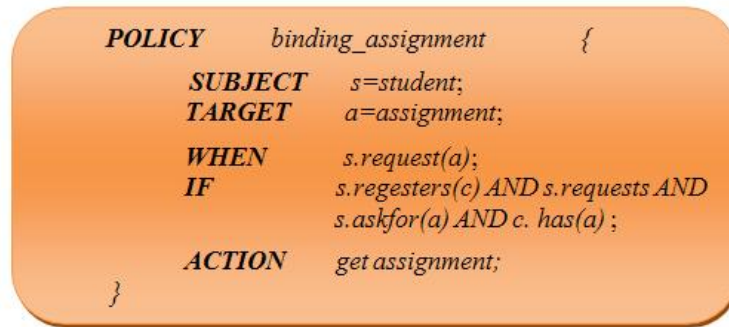 POLICY binding_assignment {
SUBJECT s=student;
TARGET a=assignment;
WHEN s.request(a);
IF s.regesters(c) AND s.requests AND
s.askfor(a) AND c. has(a) ;
ACTION get assignment;
}